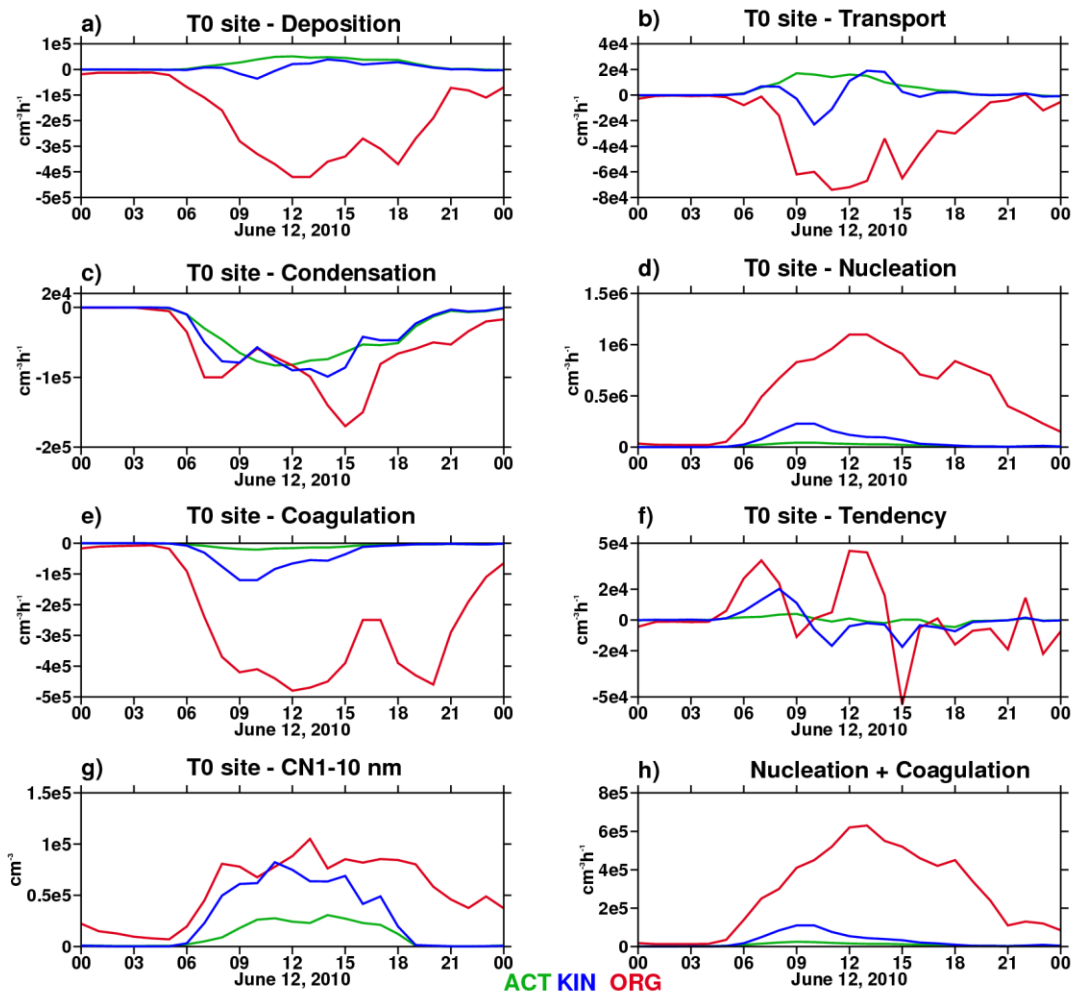 a) T0 site - Deposition
1e5
0
-1e5
-2e5
-3e5
-4e5
-5e5
cm-3h-1
00 03 06 09 12 15 18 21 00
June 12, 2010
b) T0 site - Transport
4e4
2e4
0
-2e4
-4e4
-6e4
-8e4
cm-3h-1
00 03 06 09 12 15 18 21 00
June 12, 2010
c) T0 site - Condensation
2e4
0
-1e5
-2e5
cm-3h-1
00 03 06 09 12 15 18 21 00
June 12, 2010
d) T0 site - Nucleation
1.5e6
1e6
0.5e6
0
cm-3h-1
00 03 06 09 12 15 18 21 00
June 12, 2010
e) T0 site - Coagulation
0
-1e5
-2e5
-3e5
-4e5
-5e5
cm-3h-1
00 03 06 09 12 15 18 21 00
June 12, 2010
f) T0 site - Tendency
5e4
2e4
0
-2e4
-5e4
cm-3h-1
00 03 06 09 12 15 18 21 00
June 12, 2010
g) T0 site - CN1-10 nm
1.5e5
1e5
0.5e5
0
cm-3
00 03 06 09 12 15 18 21 00
June 12, 2010
h) Nucleation + Coagulation
8e5
6e5
4e5
2e5
0
cm-3h-1
00 03 06 09 12 15 18 21 00
June 12, 2010
ACT KIN ORG